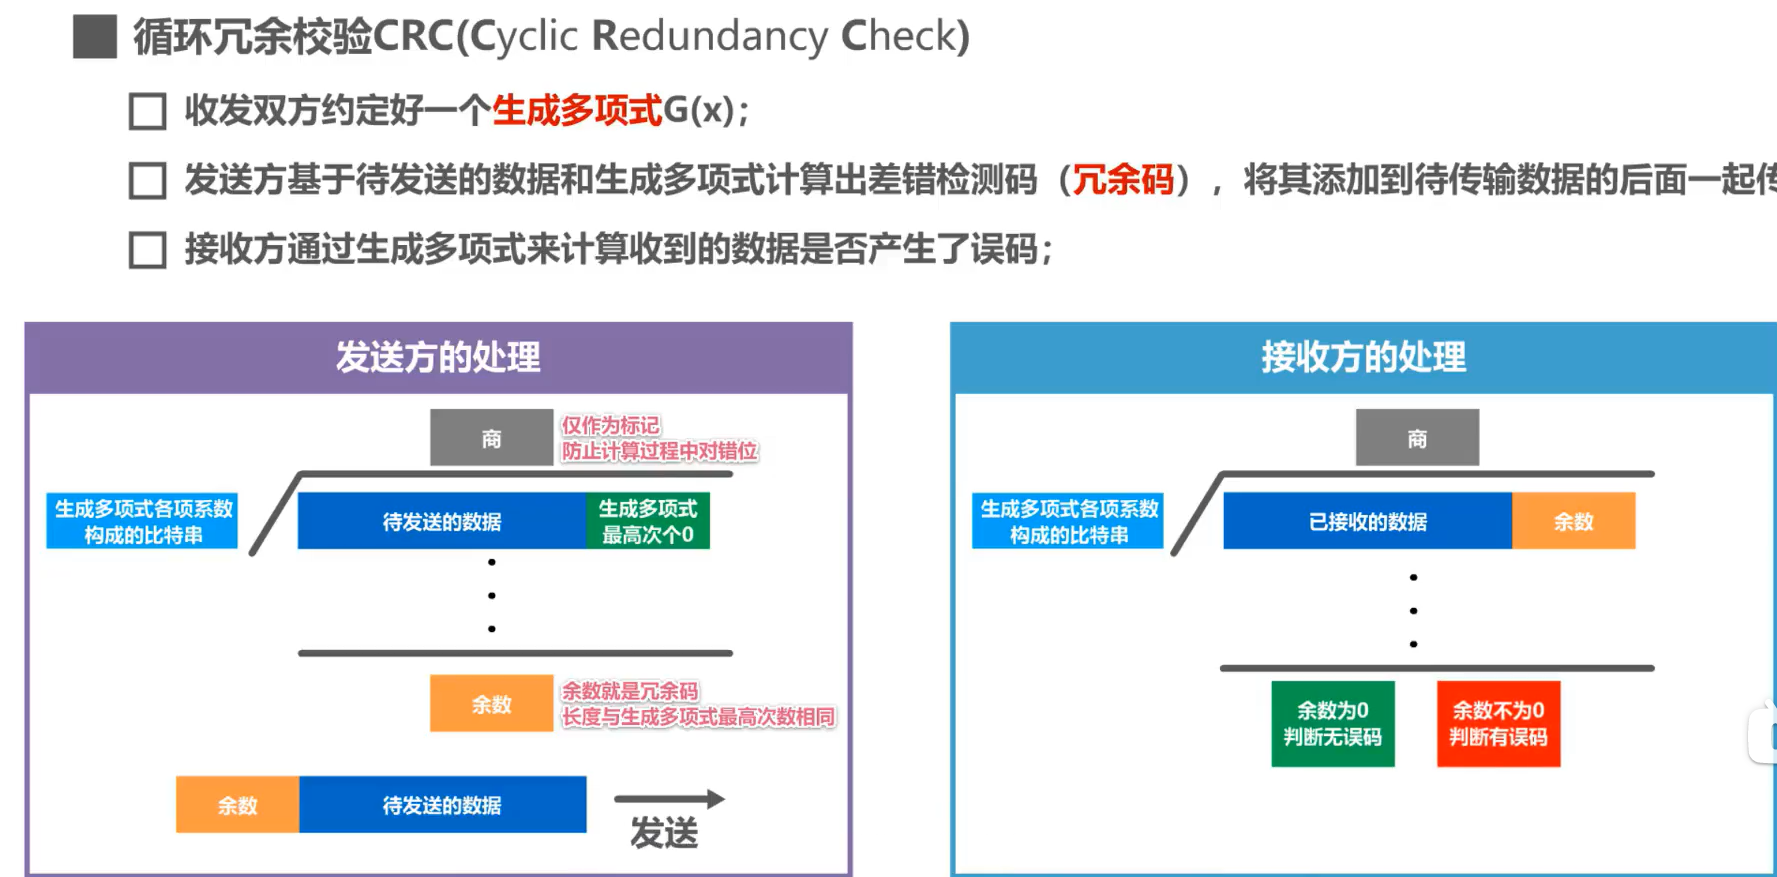 循环冗余校验CRC(Cyclic Redundancy Check)
收发双方约定好一个生成多项式G(x)；
发送方基于待发送的数据和生成多项式计算出差错检测码（冗余码），将其添加到待传输数据的后面一起传
接收方通过生成多项式来计算收到的数据是否产生了误码；
发送方的处理
商
仅作为标记
防止计算过程中对错位
生成多项式各项系数
构成的比特串
待发送的数据
生成多项式
最高次个0
余数
余数就是冗余码
长度与生成多项式最高次数相同
余数
待发送的数据
发送
接收方的处理
商
生成多项式各项系数
构成的比特串
已接收的数据
余数
余数为0
判断无误码
余数不为0
判断有误码